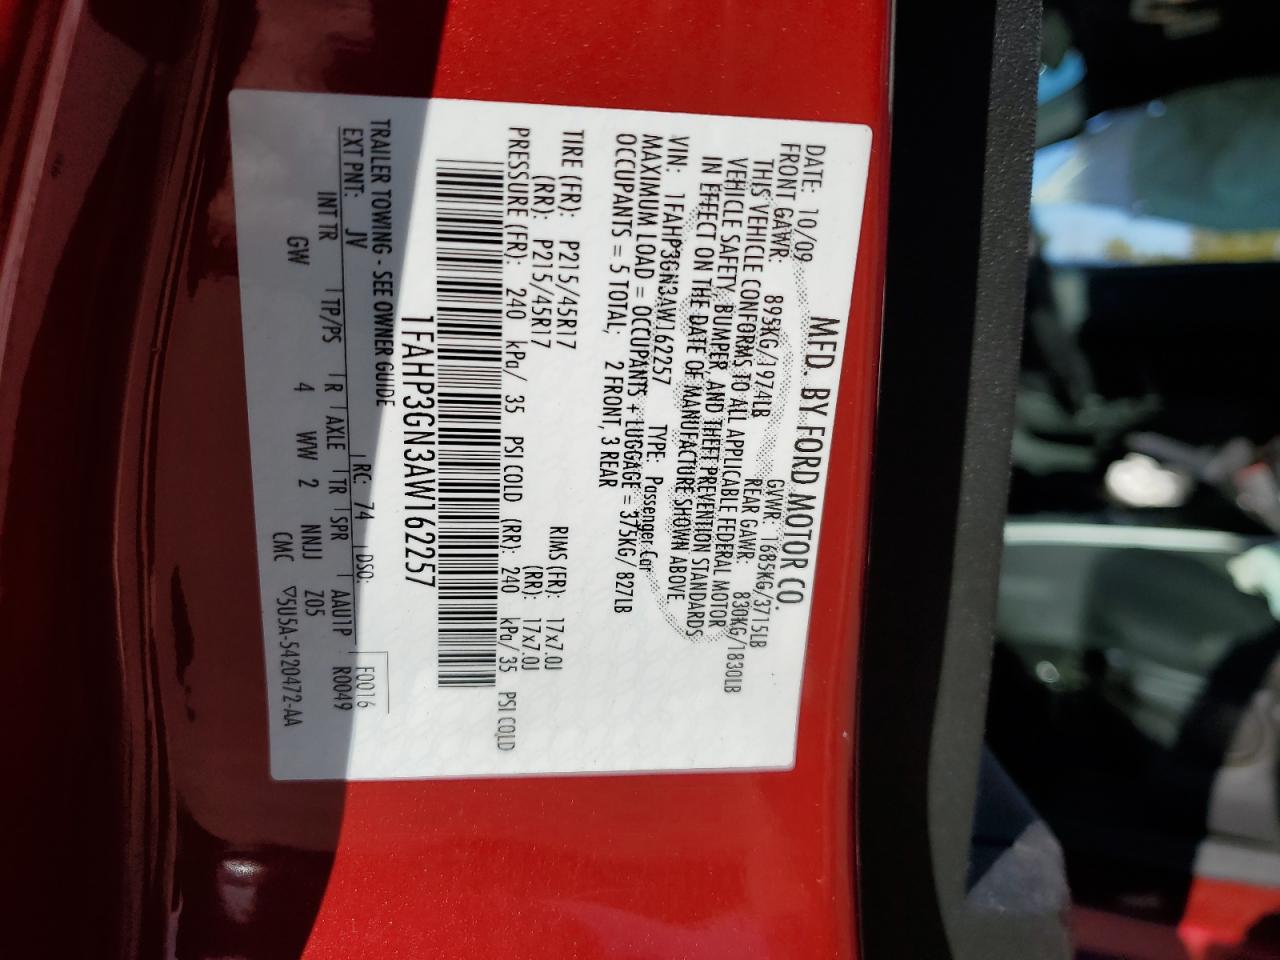 MFD. BY FORD MOTOR CO.
DATE: 10/09 GVWR: 1685KG/3715LB
FRONT GAWR: 895KG/1974LB REAR GAWR: 830KG/1830LB
THIS VEHICLE CONFORMS TO ALL APPLICABLE FEDERAL MOTOR
VEHICLE SAFETY, BUMPER, AND THEFT PREVENTION STANDARDS
IN EFFECT ON THE DATE OF MANUFACTURE SHOWN ABOVE
VIN: 1FAHP3GN3AW162257 TYPE: Passenger Car
MAXIMUM LOAD = OCCUPANTS + LUGGAGE = 375KG/ 827LB
OCCUPANTS = 5 TOTAL; 2 FRONT, 3 REAR
TIRE (FR): P215/45R17 RIMS (FR): 17x7.0J
(RR): P215/45R17 (RR): 17x7.0J
PRESSURE (FR): 240 kPa/ 35 PSI COLD (RR): 240 kPa/ 35 PSI COLD
1FAHP3GN3AW162257
TRAILER TOWING - SEE OWNER GUIDE F0016
EXT PNT: JV RC: 74 DSO: R0049
INT TR TP/PS R AXLE TR SPR AAU1P
GW 4 WW 2 NNJJ Z05
CMC ▽5U5A-5420472-AA